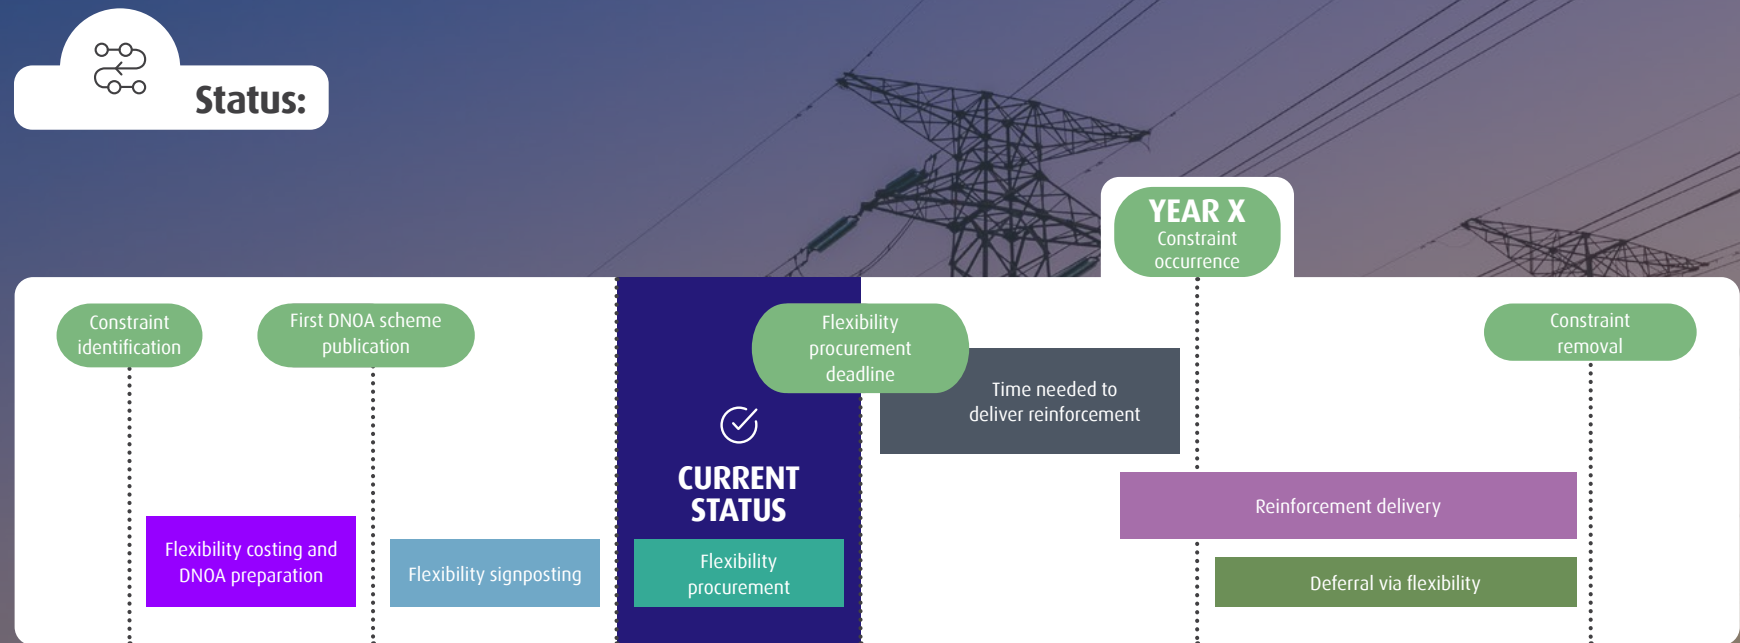 Status:
YEAR X
Constraint
occurrence
Constraint
identification
First DNOA scheme
publication
Flexibility
procurement
deadline
Constraint
removal
Time needed to
deliver reinforcement
CURRENT
STATUS
Reinforcement delivery
Flexibility costing and
DNOA preparation
Flexibility signposting
Flexibility
procurement
Deferral via flexibility